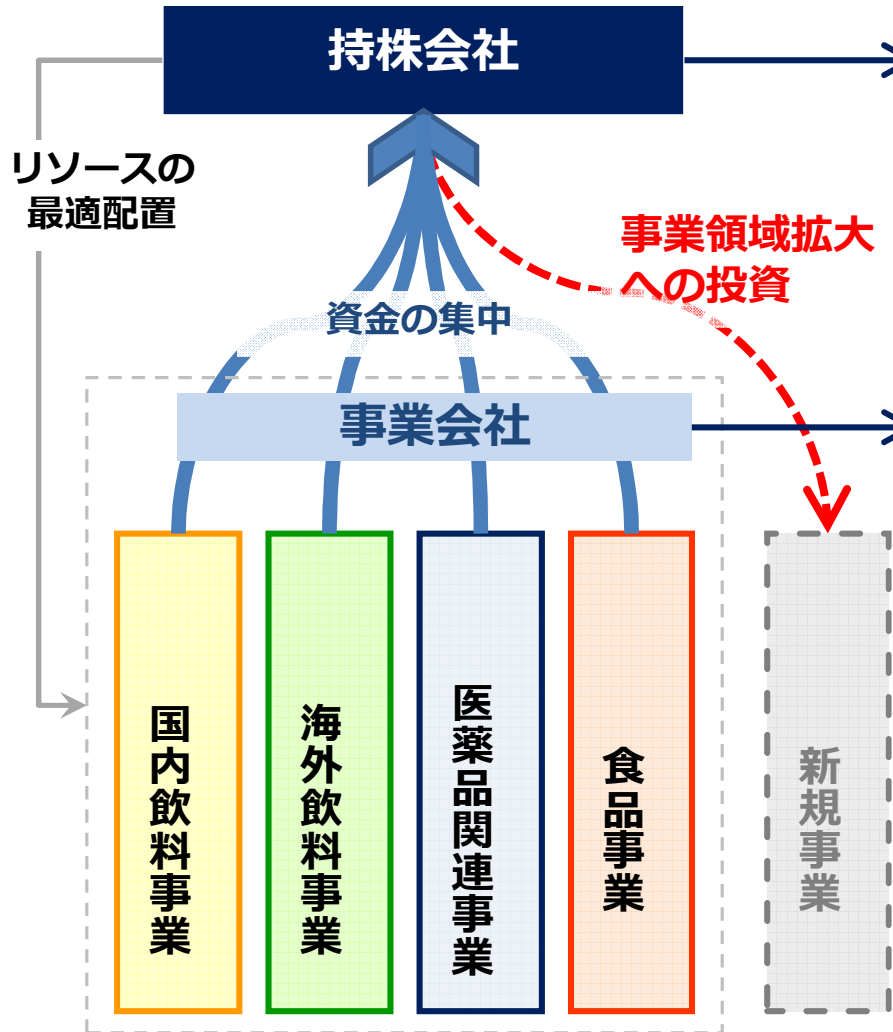 持株会社
リソースの
最適配置
事業領域拡大
への投資
資金の集中
事業会社
国内飲料事業
海外飲料事業
医薬品関連事業
食品事業
新規事業